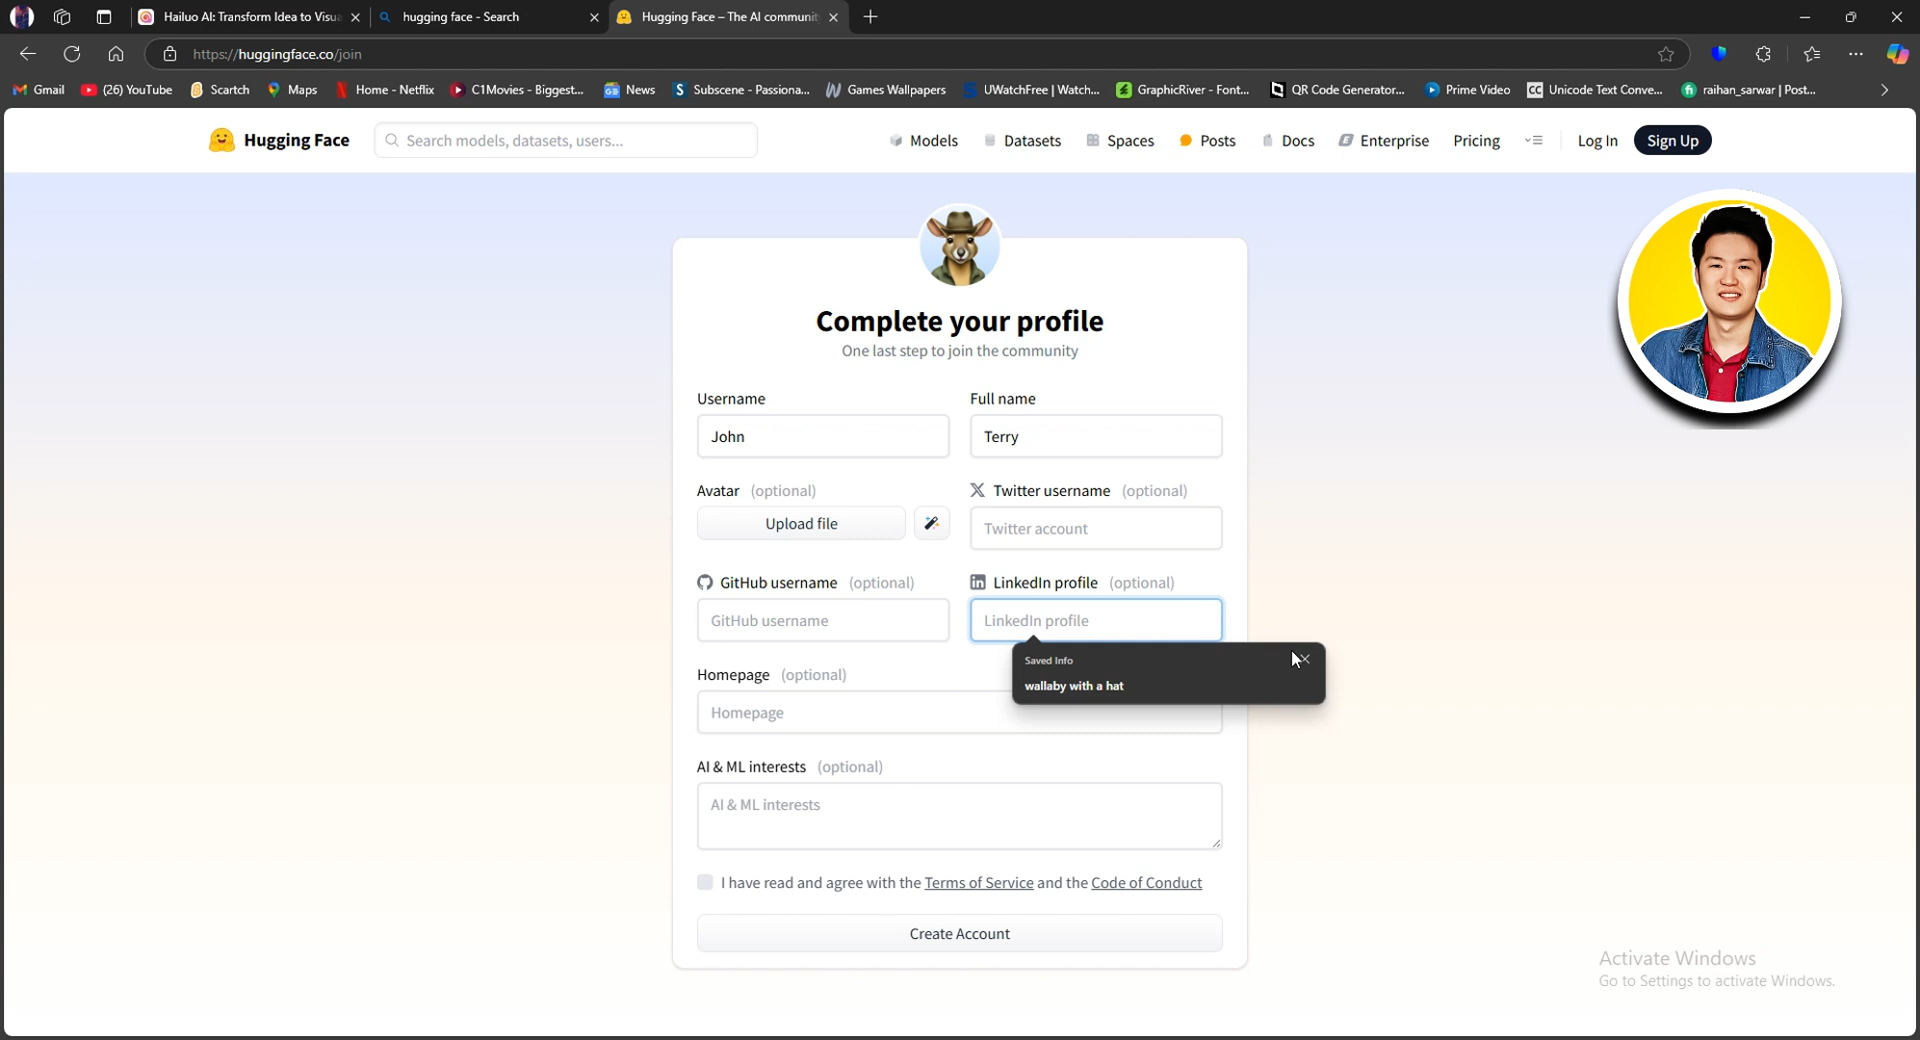 Hailuo AI: Transform Idea to Visu
hugging face - Search
Hugging Face – The AI communit
https://huggingface.co/join
Gmail
(26) YouTube
Scartch
Maps
Home - Netflix
C1Movies - Biggest...
News
Subscene - Passiona...
Games Wallpapers
UWatchFree | Watch...
GraphicRiver - Font...
QR Code Generator...
Prime Video
Unicode Text Conve...
raihan_sarwar | Post...
Hugging Face
Search models, datasets, users...
Models
Datasets
Spaces
Posts
Docs
Enterprise
Pricing
Log In
Sign Up
Complete your profile
One last step to join the community
Username
Full name
John
Terry
Avatar (optional)
Twitter username (optional)
Upload file
Twitter account
GitHub username (optional)
LinkedIn profile (optional)
GitHub username
LinkedIn profile
Saved Info
wallaby with a hat
Homepage (optional)
Homepage
AI & ML interests (optional)
AI & ML interests
I have read and agree with the Terms of Service and the Code of Conduct
Create Account
Activate Windows
Go to Settings to activate Windows.